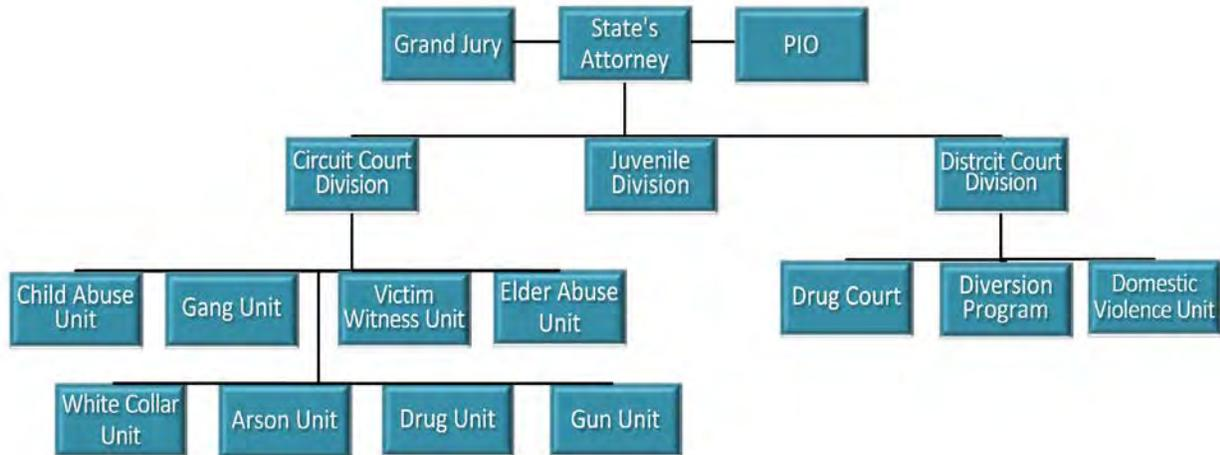 Grand Jury
State's
Attorney
PIO
Circuit Court
Division
Juvenile
Division
Distrcit Court
Division
Child Abuse
Unit
Gang Unit
Victim
Witness Unit
Elder Abuse
Unit
Drug Court
Diversion
Program
Domestic
Violence Unit
White Collar
Unit
Arson Unit
Drug Unit
Gun Unit